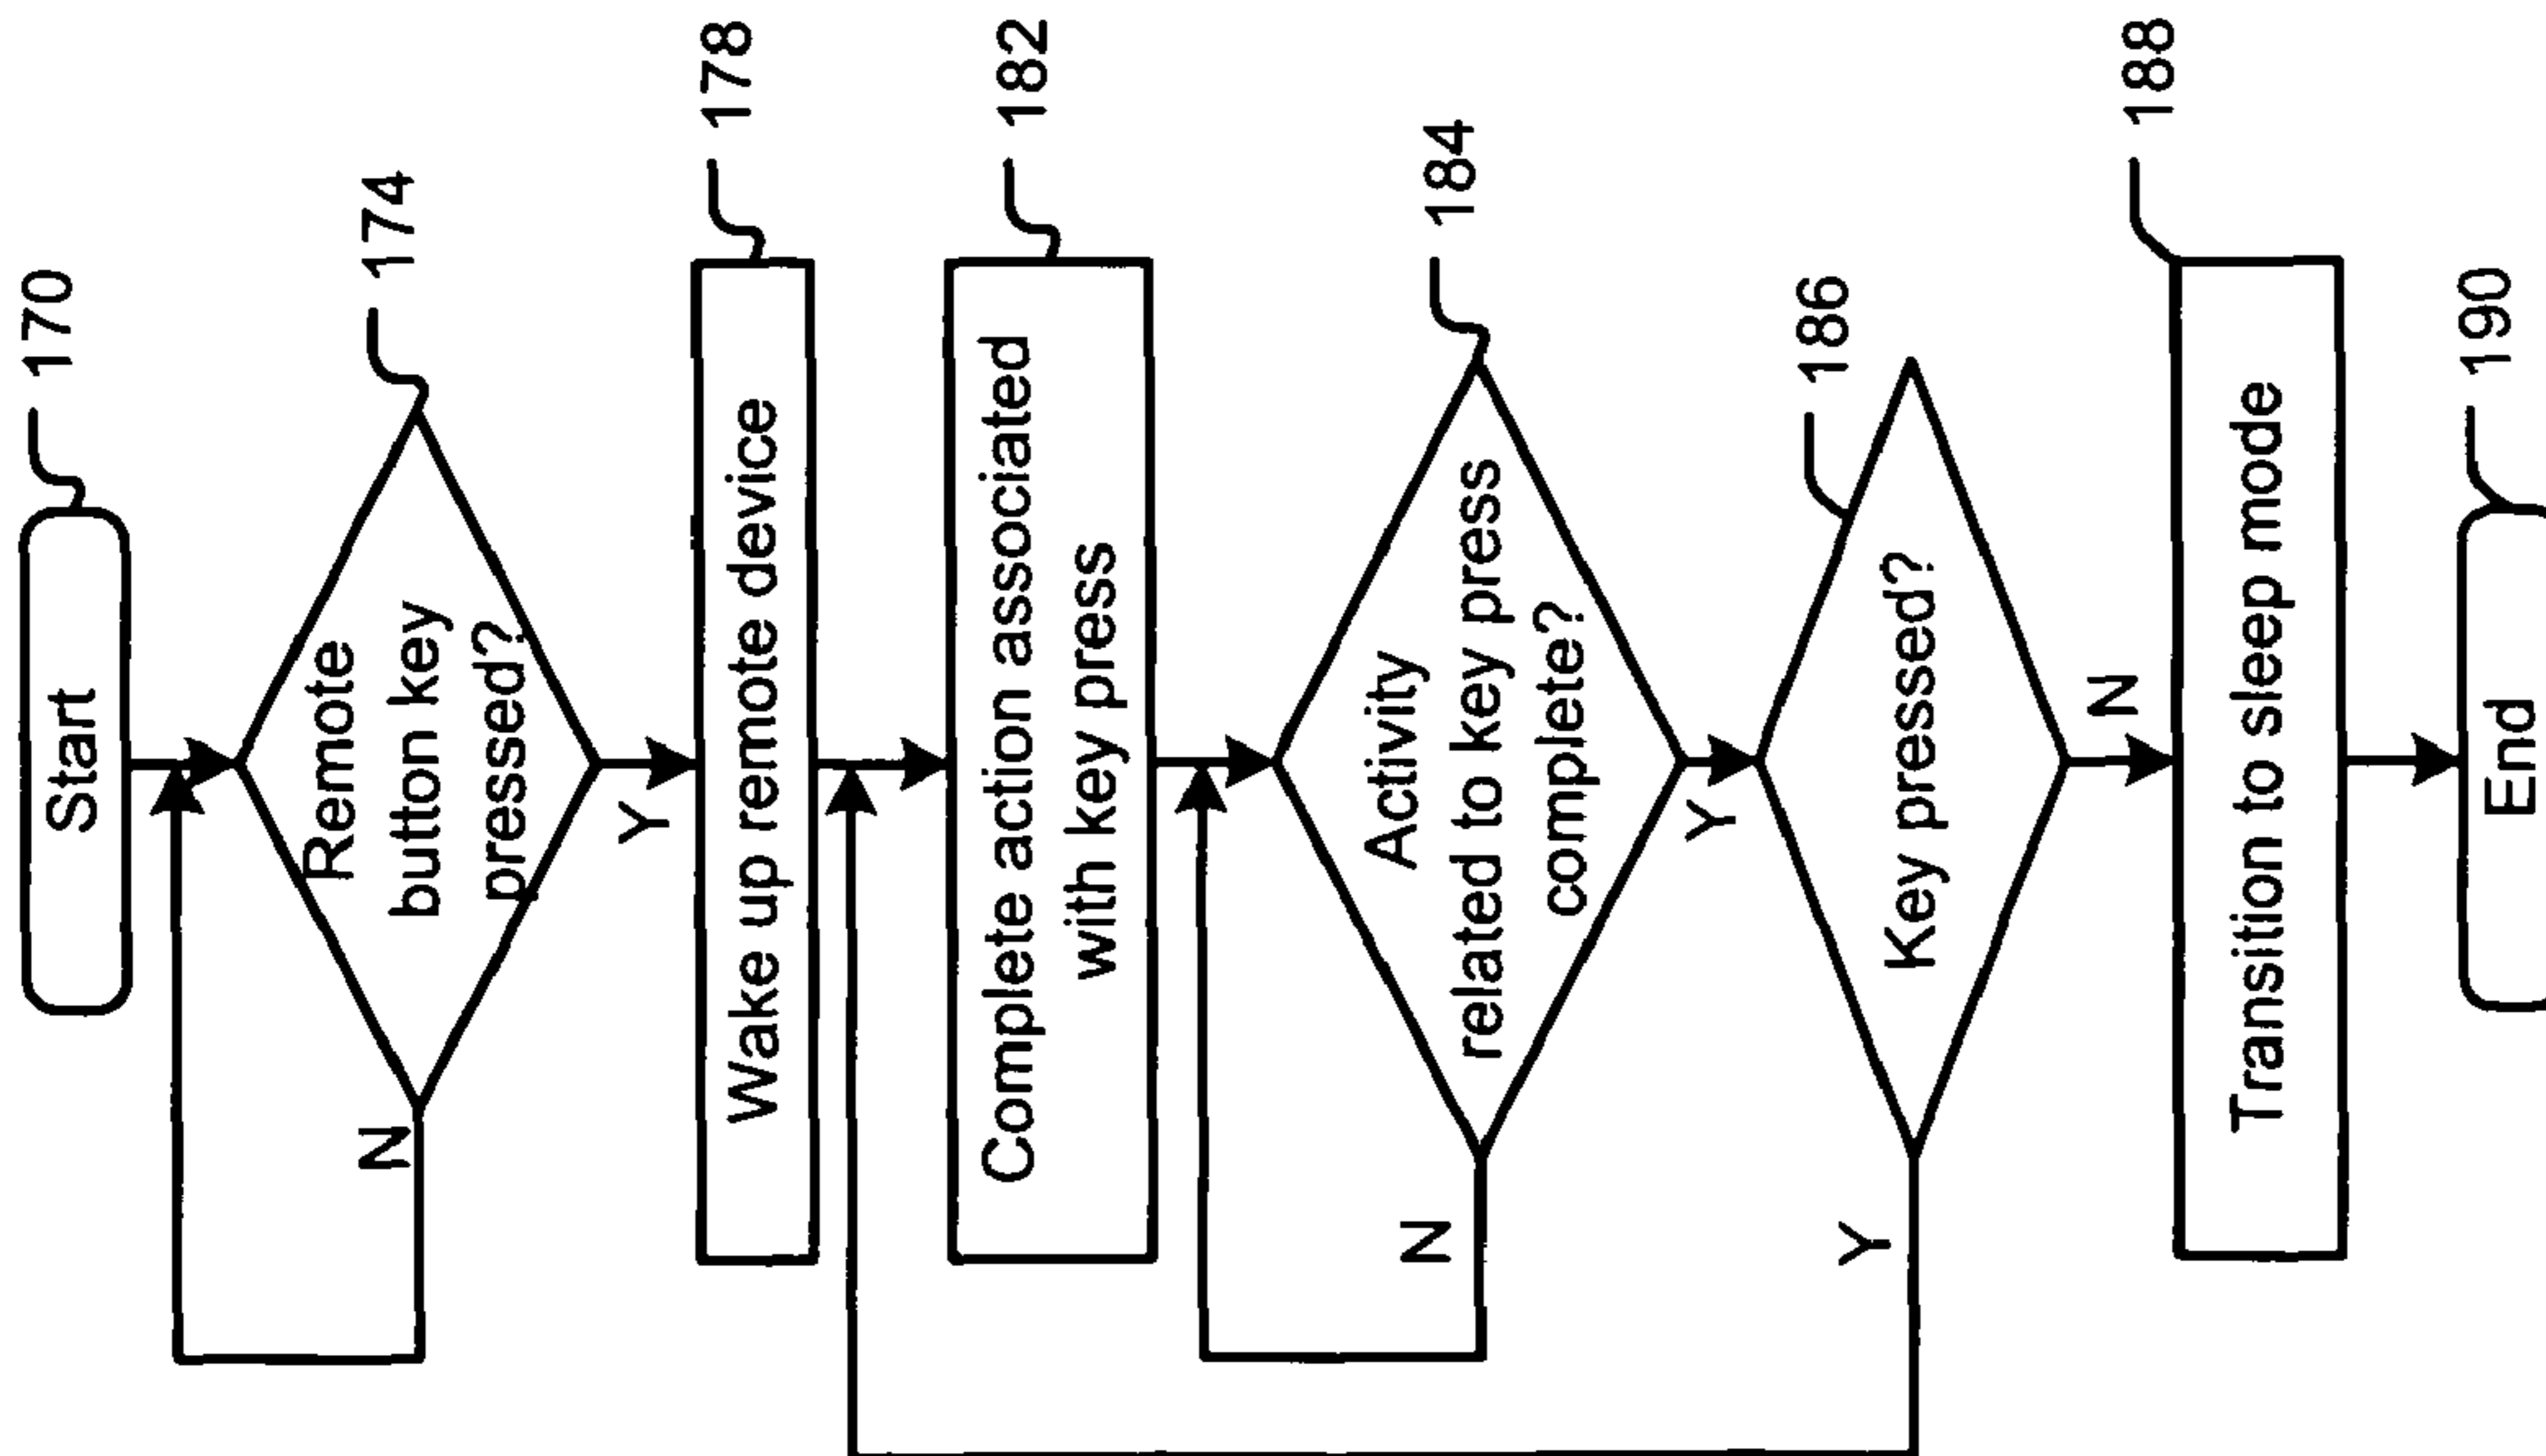 Start
170
Remote
button key
pressed?
174
N
Y
Wake up remote device
178
Complete action associated
with key press
182
Activity
related to key press
complete?
184
N
Y
Key pressed?
186
Y
N
Transition to sleep mode
188
End
190